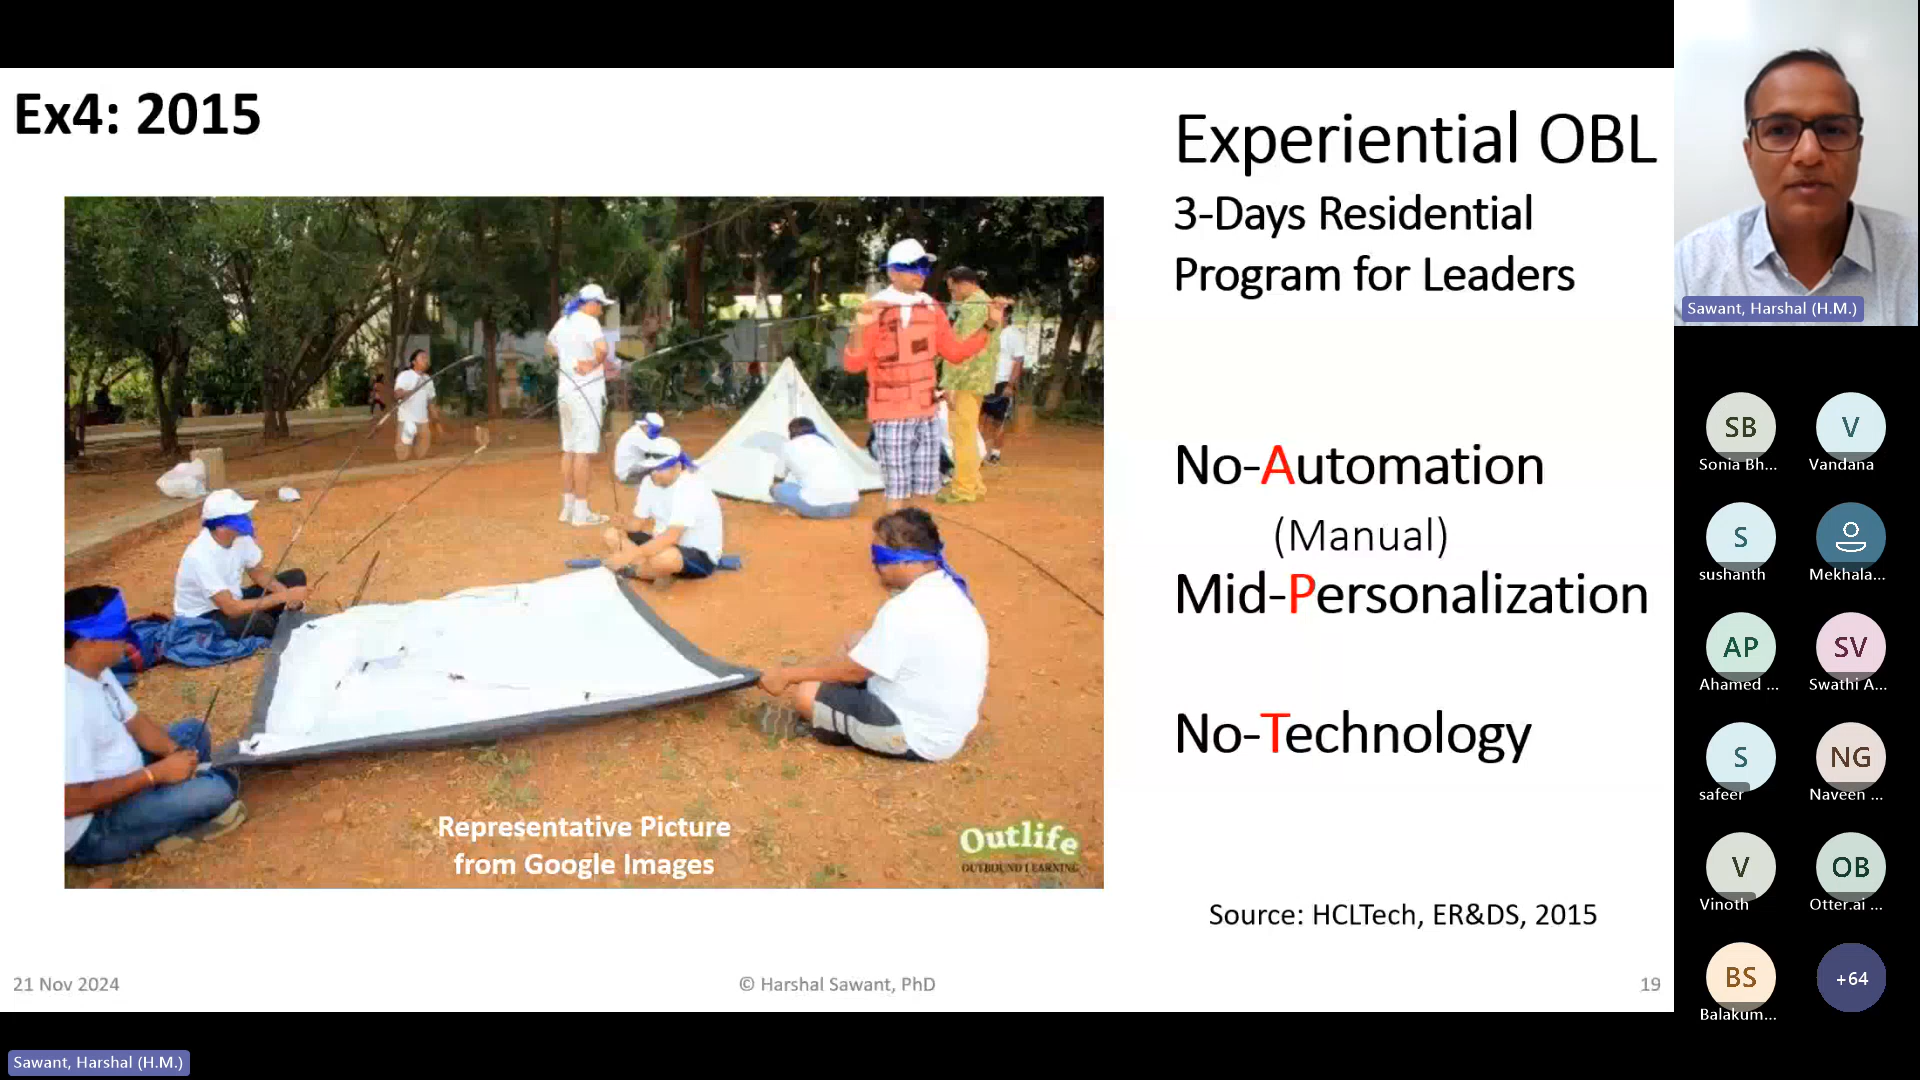 Ex4: 2015
Experiential OBL
3-Days Residential
Program for Leaders
No-Automation
(Manual)
Mid-Personalization
No-Technology
Representative Picture
from Google Images
Outlife
OUTBOUND LEARNING
Source: HCLTech, ER&DS, 2015
21 Nov 2024
© Harshal Sawant, PhD
19
Sawant, Harshal (H.M.)
SB
Sonia Bh...
V
Vandana
S
sushanth
Mekhala...
AP
Ahamed ...
SV
Swathi A...
S
safeer
NG
Naveen ...
V
Vinoth
OB
Otter.ai ...
BS
Balakum...
+64
Sawant, Harshal (H.M.)